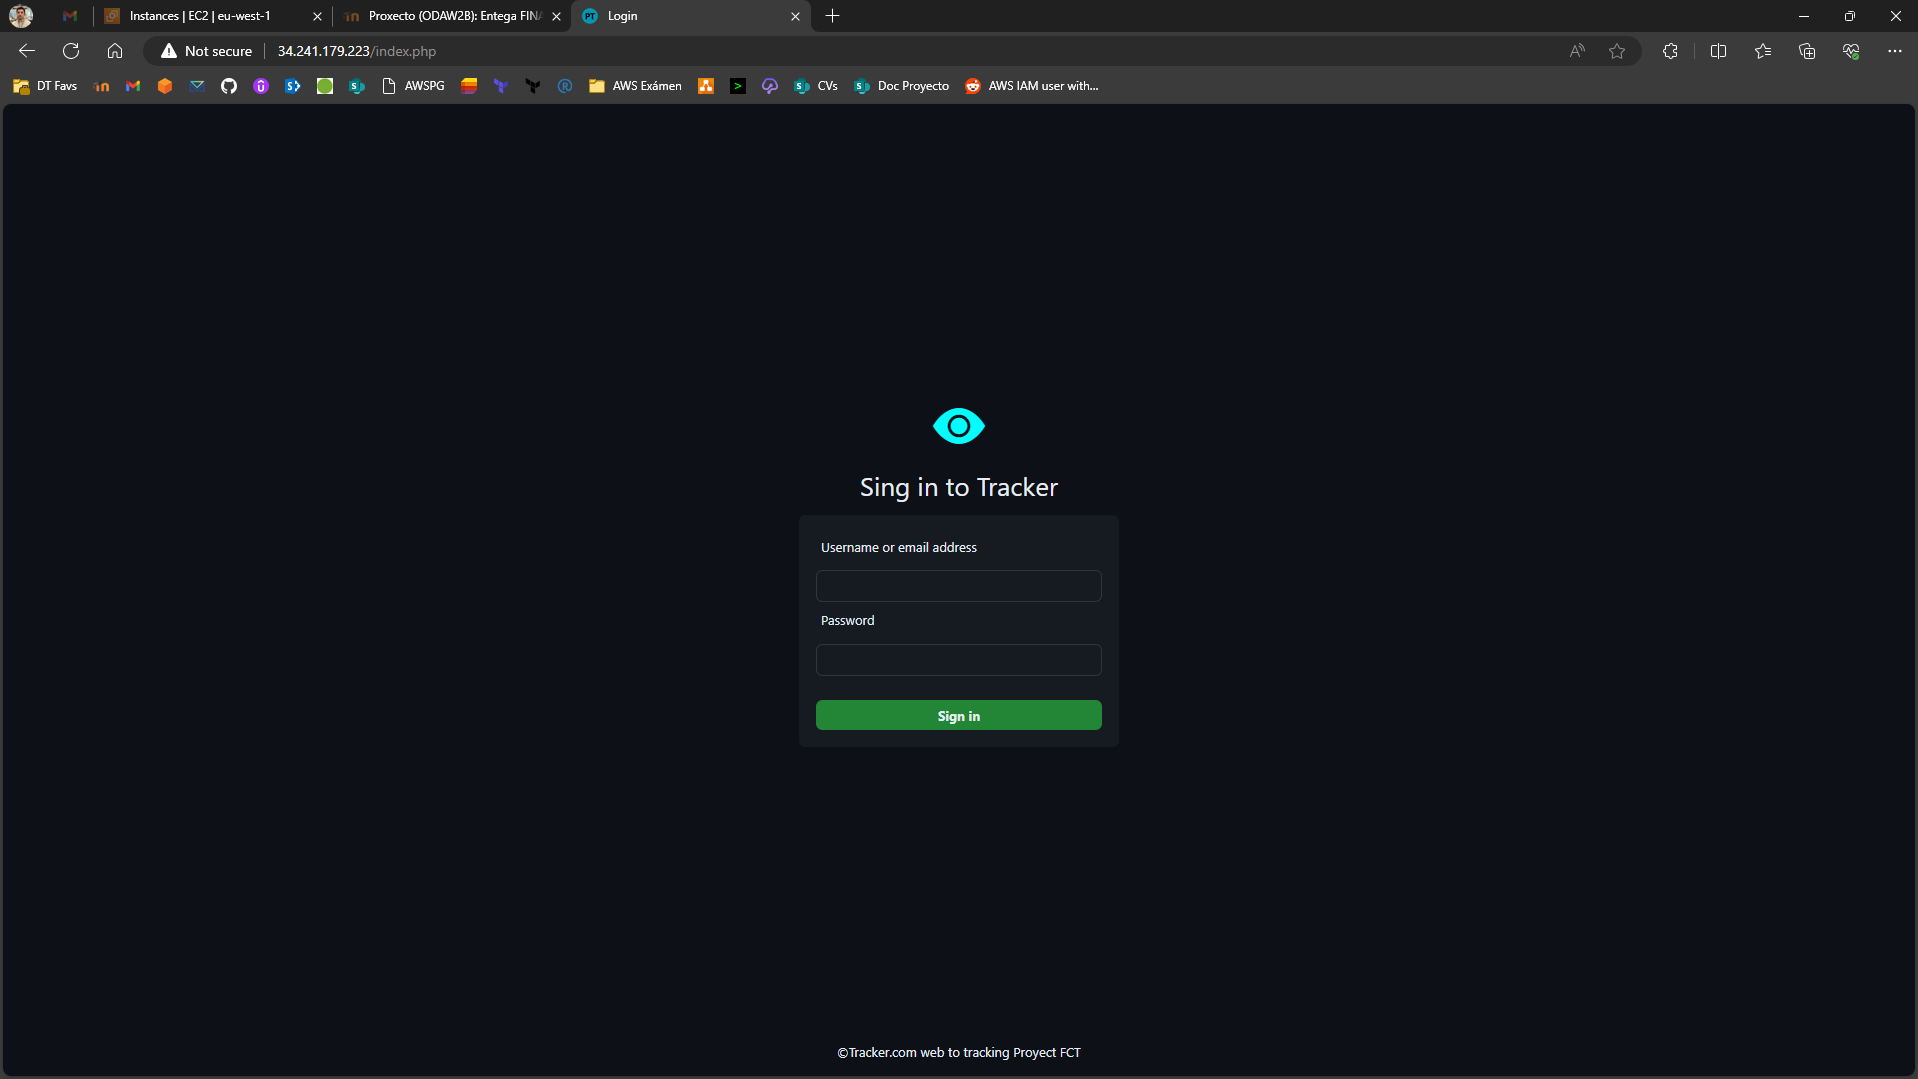 Instances | EC2 | eu-west-1
Proxecto (ODAW2B): Entega FINA
PT Login
Not secure 34.241.179.223/index.php
DT Favs
AWSPG
AWS Exámen
CVs
Doc Proyecto
AWS IAM user with...
Sing in to Tracker
Username or email address
Password
Sign in
©Tracker.com web to tracking Proyect FCT